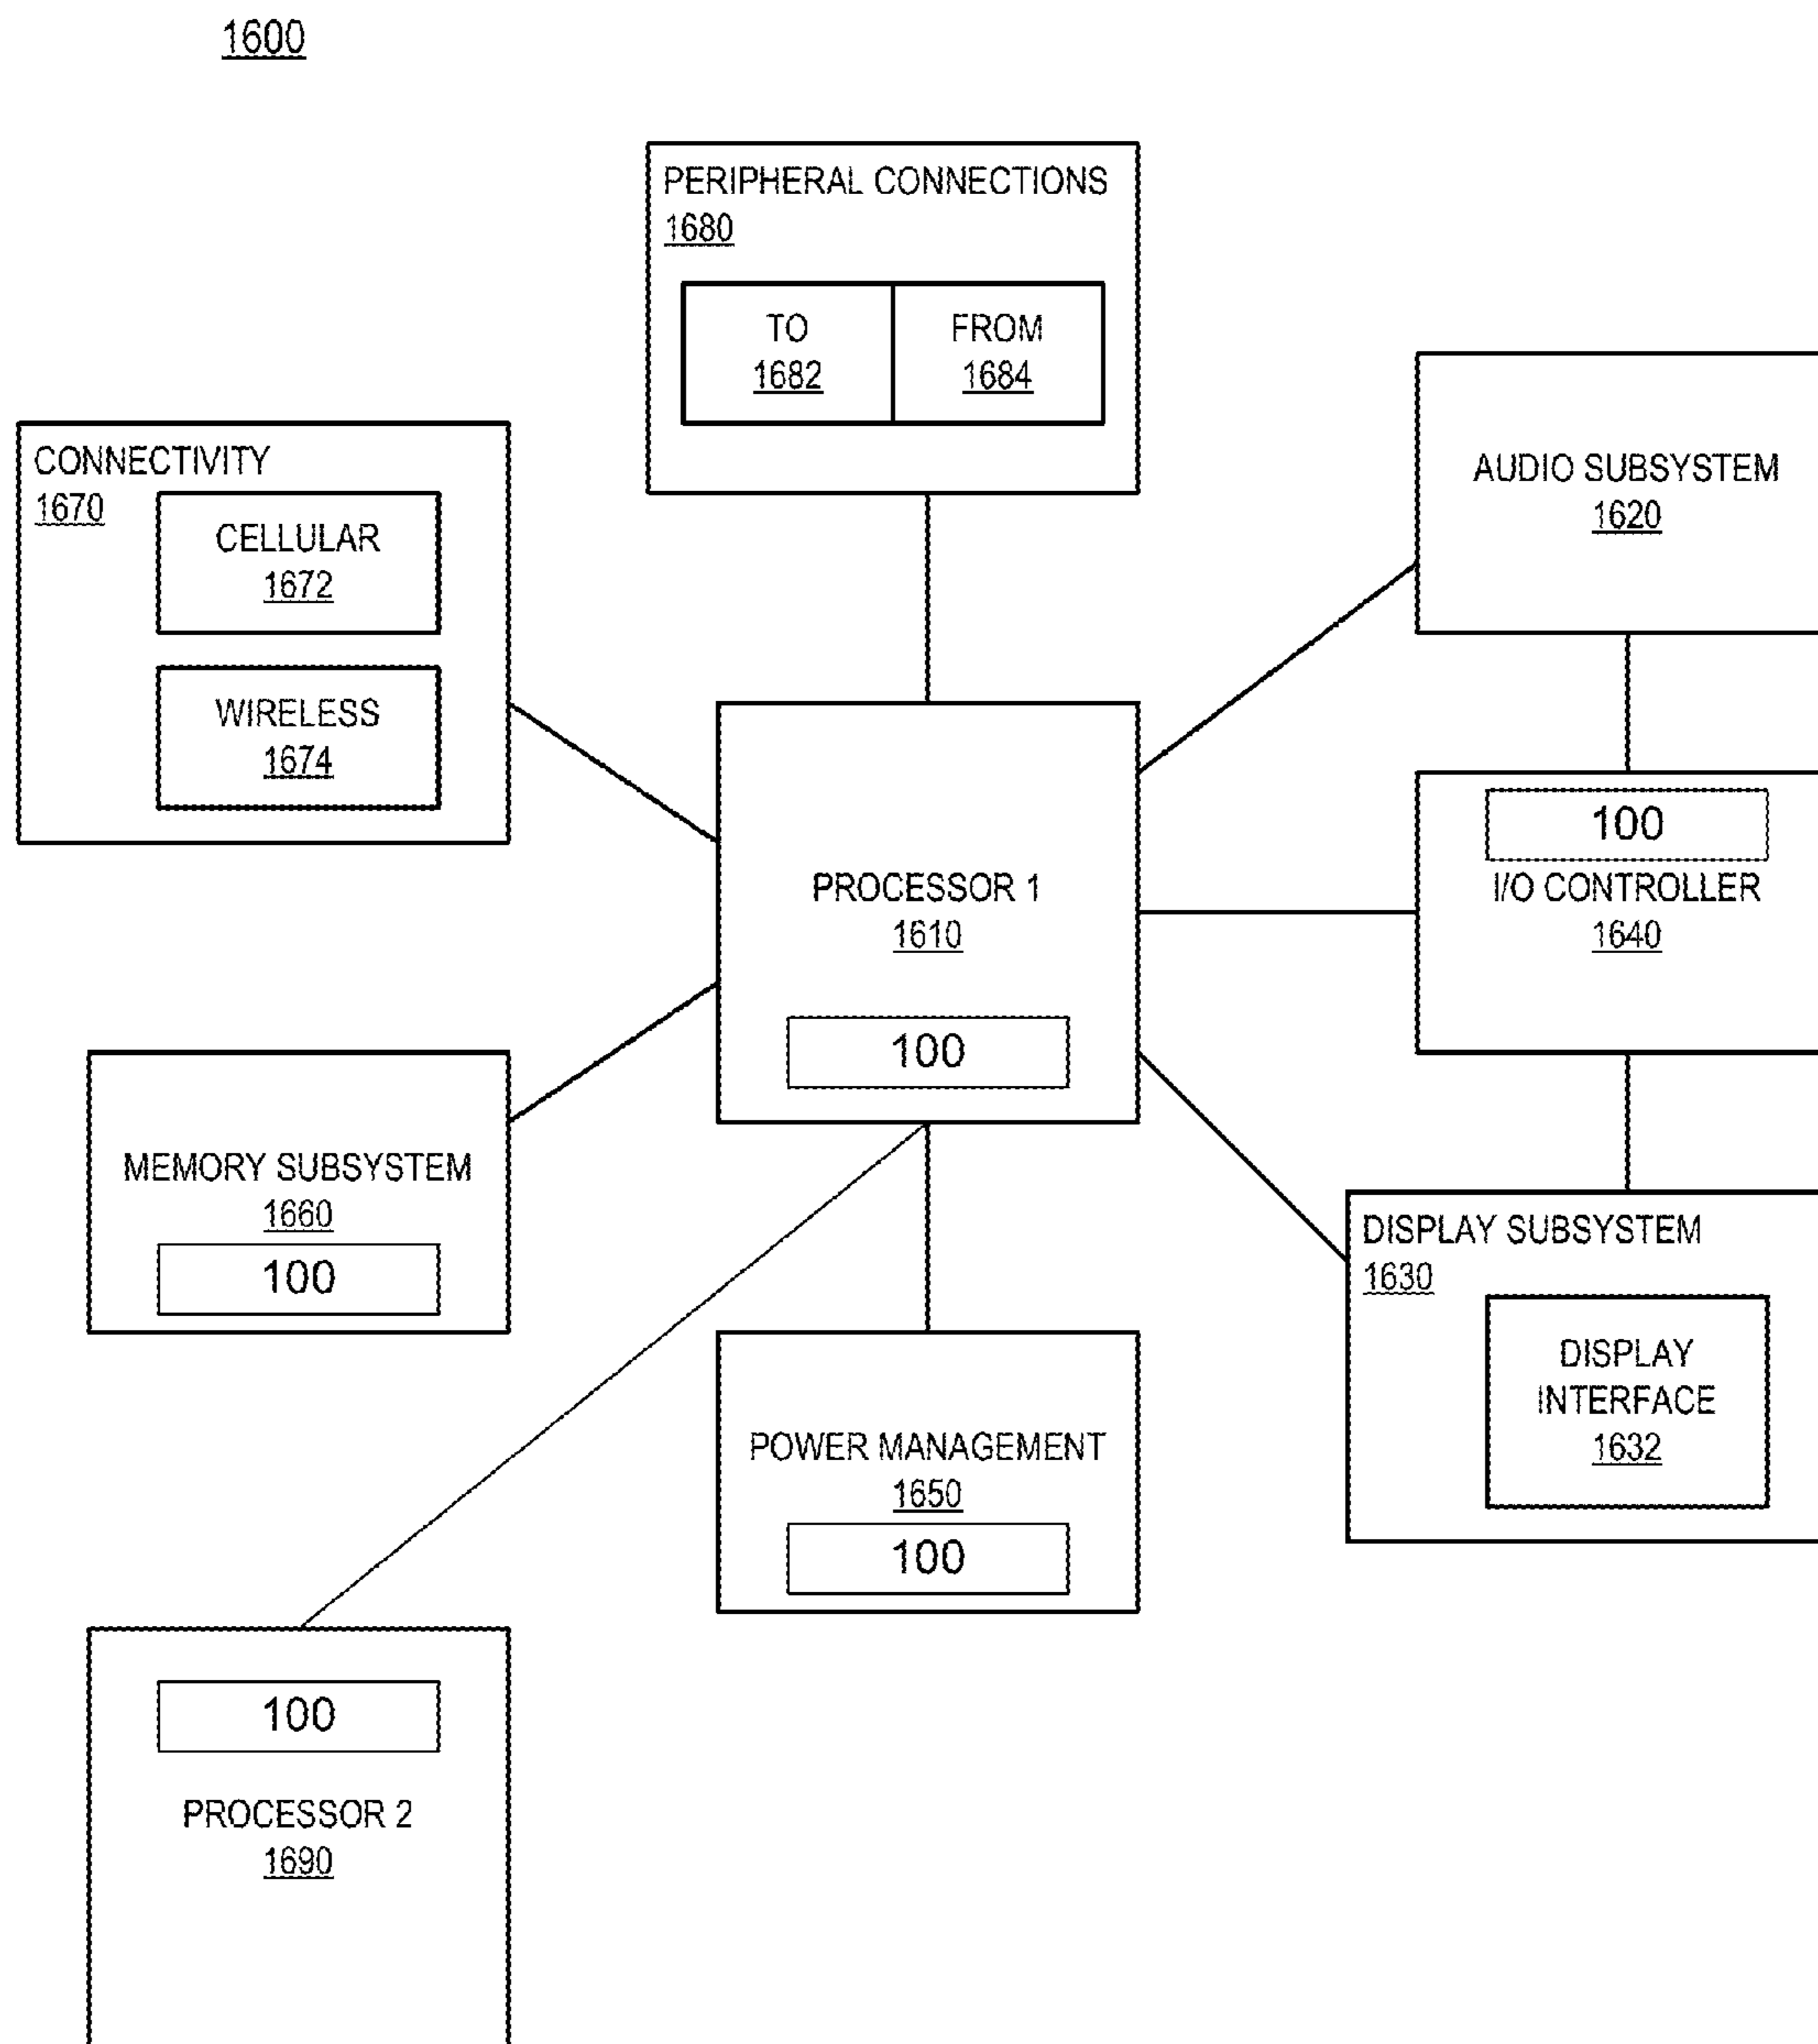 1600
PERIPHERAL CONNECTIONS
1680
TO
1682
FROM
1684
CONNECTIVITY
1670
CELLULAR
1672
WIRELESS
1674
AUDIO SUBSYSTEM
1620
PROCESSOR 1
1610
100
100
I/O CONTROLLER
1640
MEMORY SUBSYSTEM
1660
100
DISPLAY SUBSYSTEM
1630
DISPLAY
INTERFACE
1632
POWER MANAGEMENT
1650
100
100
PROCESSOR 2
1690